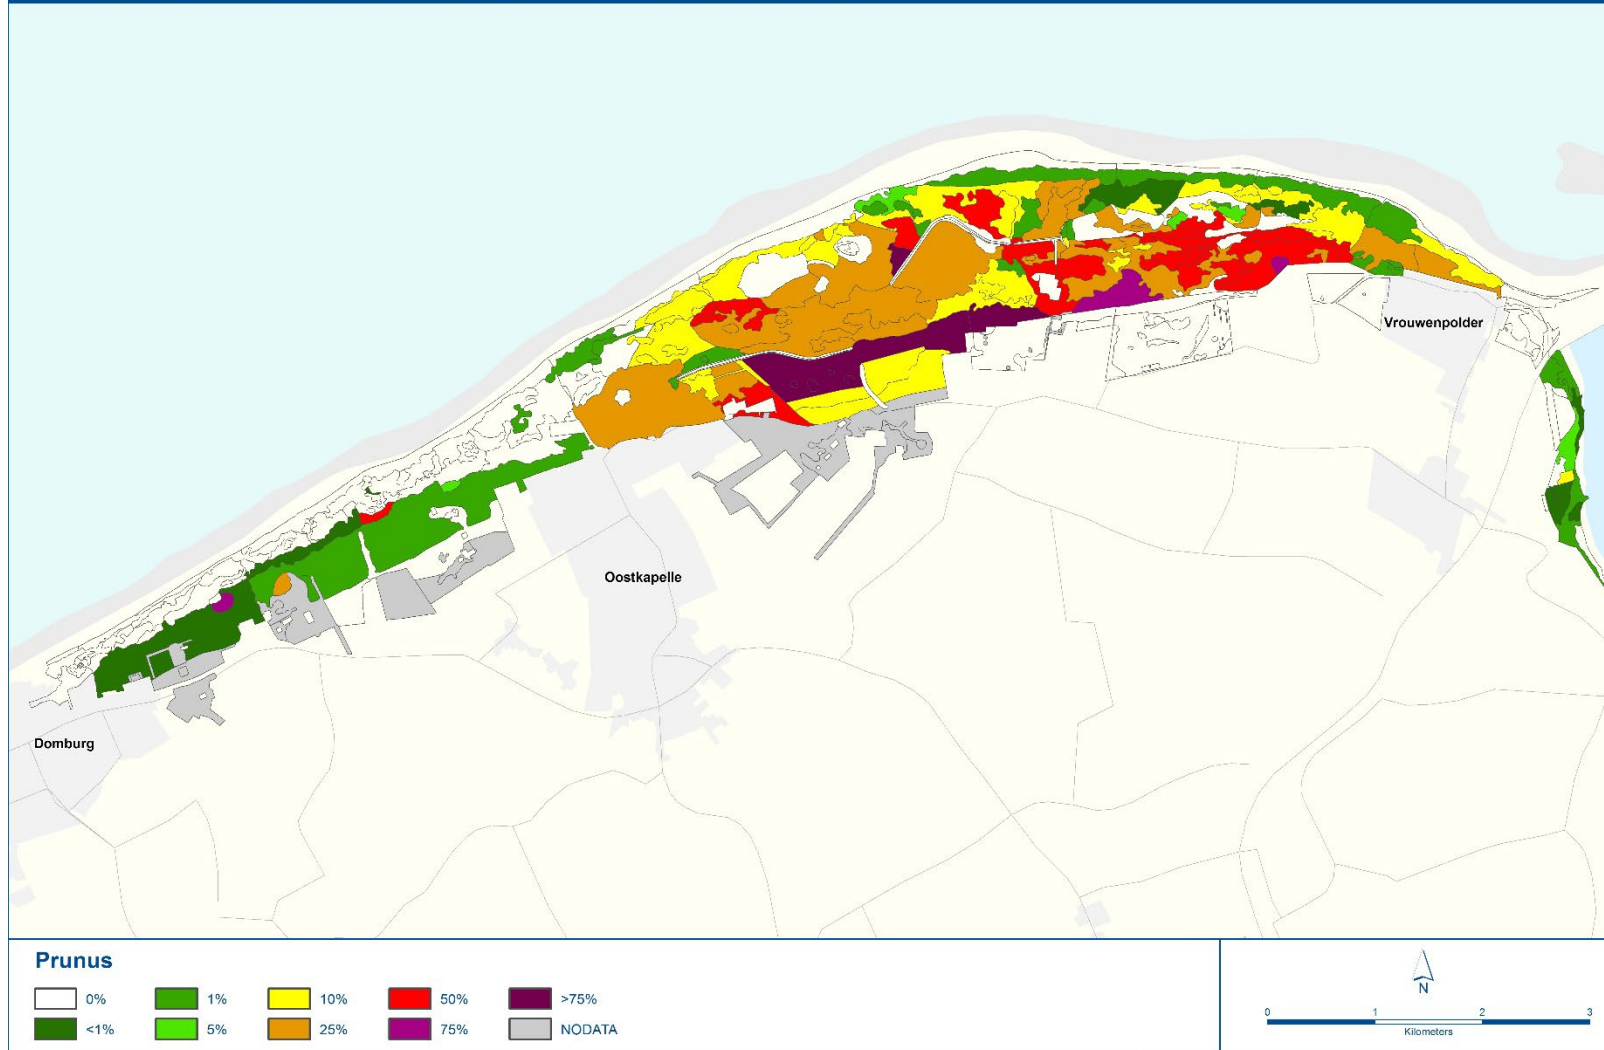 Vrouwenpolder
Oostkapelle
Domburg
Prunus
0%
1%
10%
50%
>75%
<1%
5%
25%
75%
NODATA
N
0 1 2 3
Kilometers